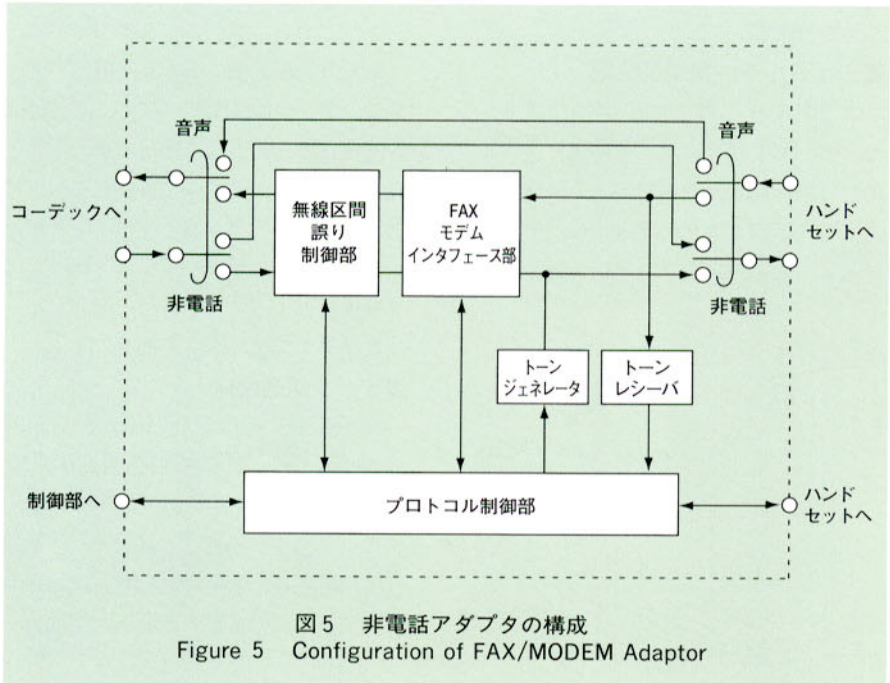 音声
音声
コーデックへ
無線区間
誤り
制御部
FAX
モデム
インタフェース部
ハンド
セットへ
非電話
非電話
トーン
ジェネレータ
トーン
レシーバ
制御部へ
プロトコル制御部
ハンド
セットへ
図5 非電話アダプタの構成
Figure 5 Configuration of FAX/MODEM Adaptor